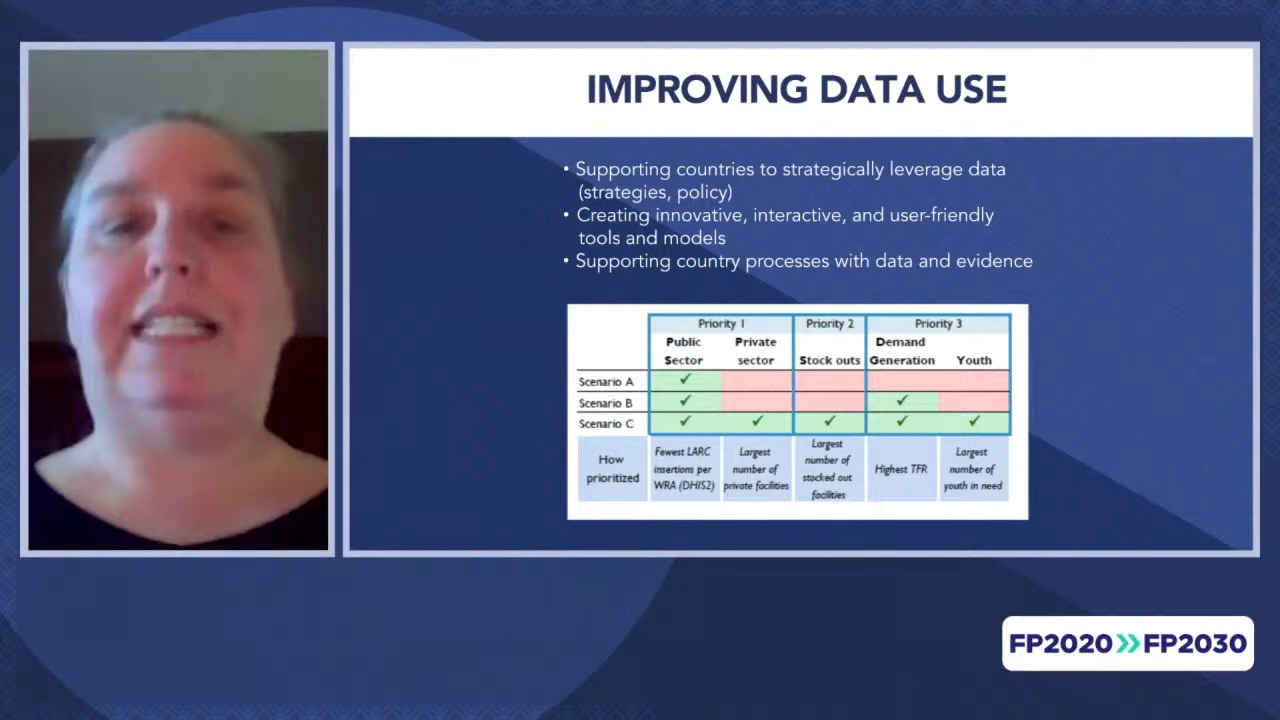 IMPROVING DATA USE
• Supporting countries to strategically leverage data
(strategies, policy)
• Creating innovative, interactive, and user-friendly
tools and models
• Supporting country processes with data and evidence
Priority 1 Priority 2 Priority 3
Public Private Demand
Sector sector Stock outs Generation Youth
Scenario A ✓
Scenario B ✓ ✓
Scenario C ✓ ✓ ✓ ✓ ✓
How
prioritized
Fewest LARC
insertions per
WRA (DHIS2)
Largest
number of
private facilities
Largest
number of
stocked out
facilities
Highest TFR
Largest
number of
youth in need
FP2020 >> FP2030